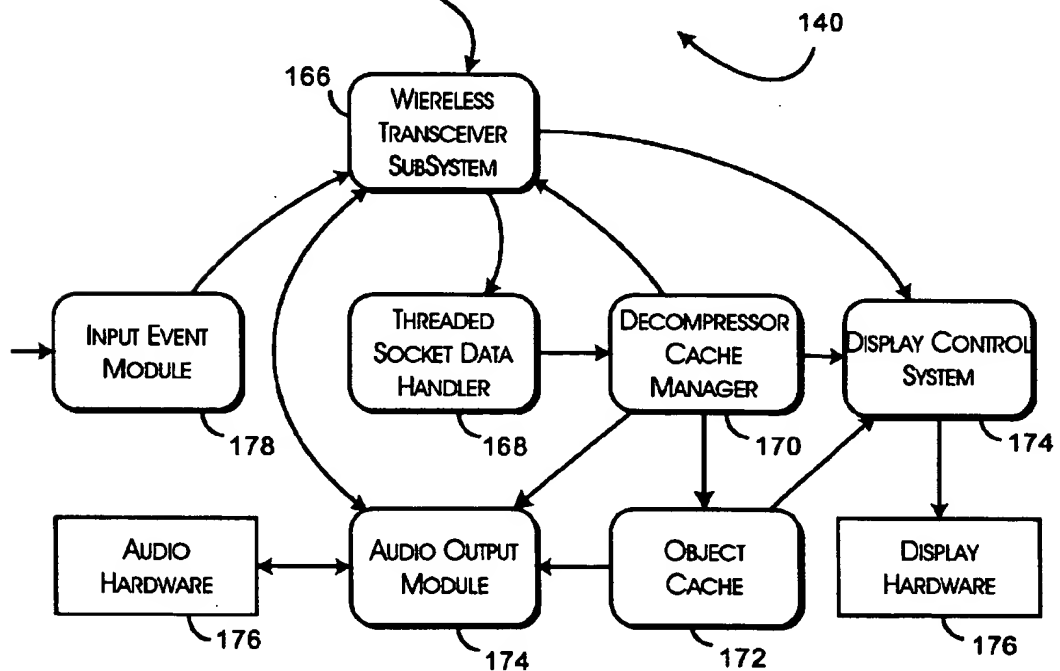 140
166
WIERELESS
TRANSCEIVER
SUBSYSTEM
INPUT EVENT
MODULE
178
THREADED
SOCKET DATA
HANDLER
168
DECOMPRESSOR
CACHE
MANAGER
170
DISPLAY CONTROL
SYSTEM
174
AUDIO
HARDWARE
176
AUDIO OUTPUT
MODULE
174
OBJECT
CACHE
172
DISPLAY
HARDWARE
176